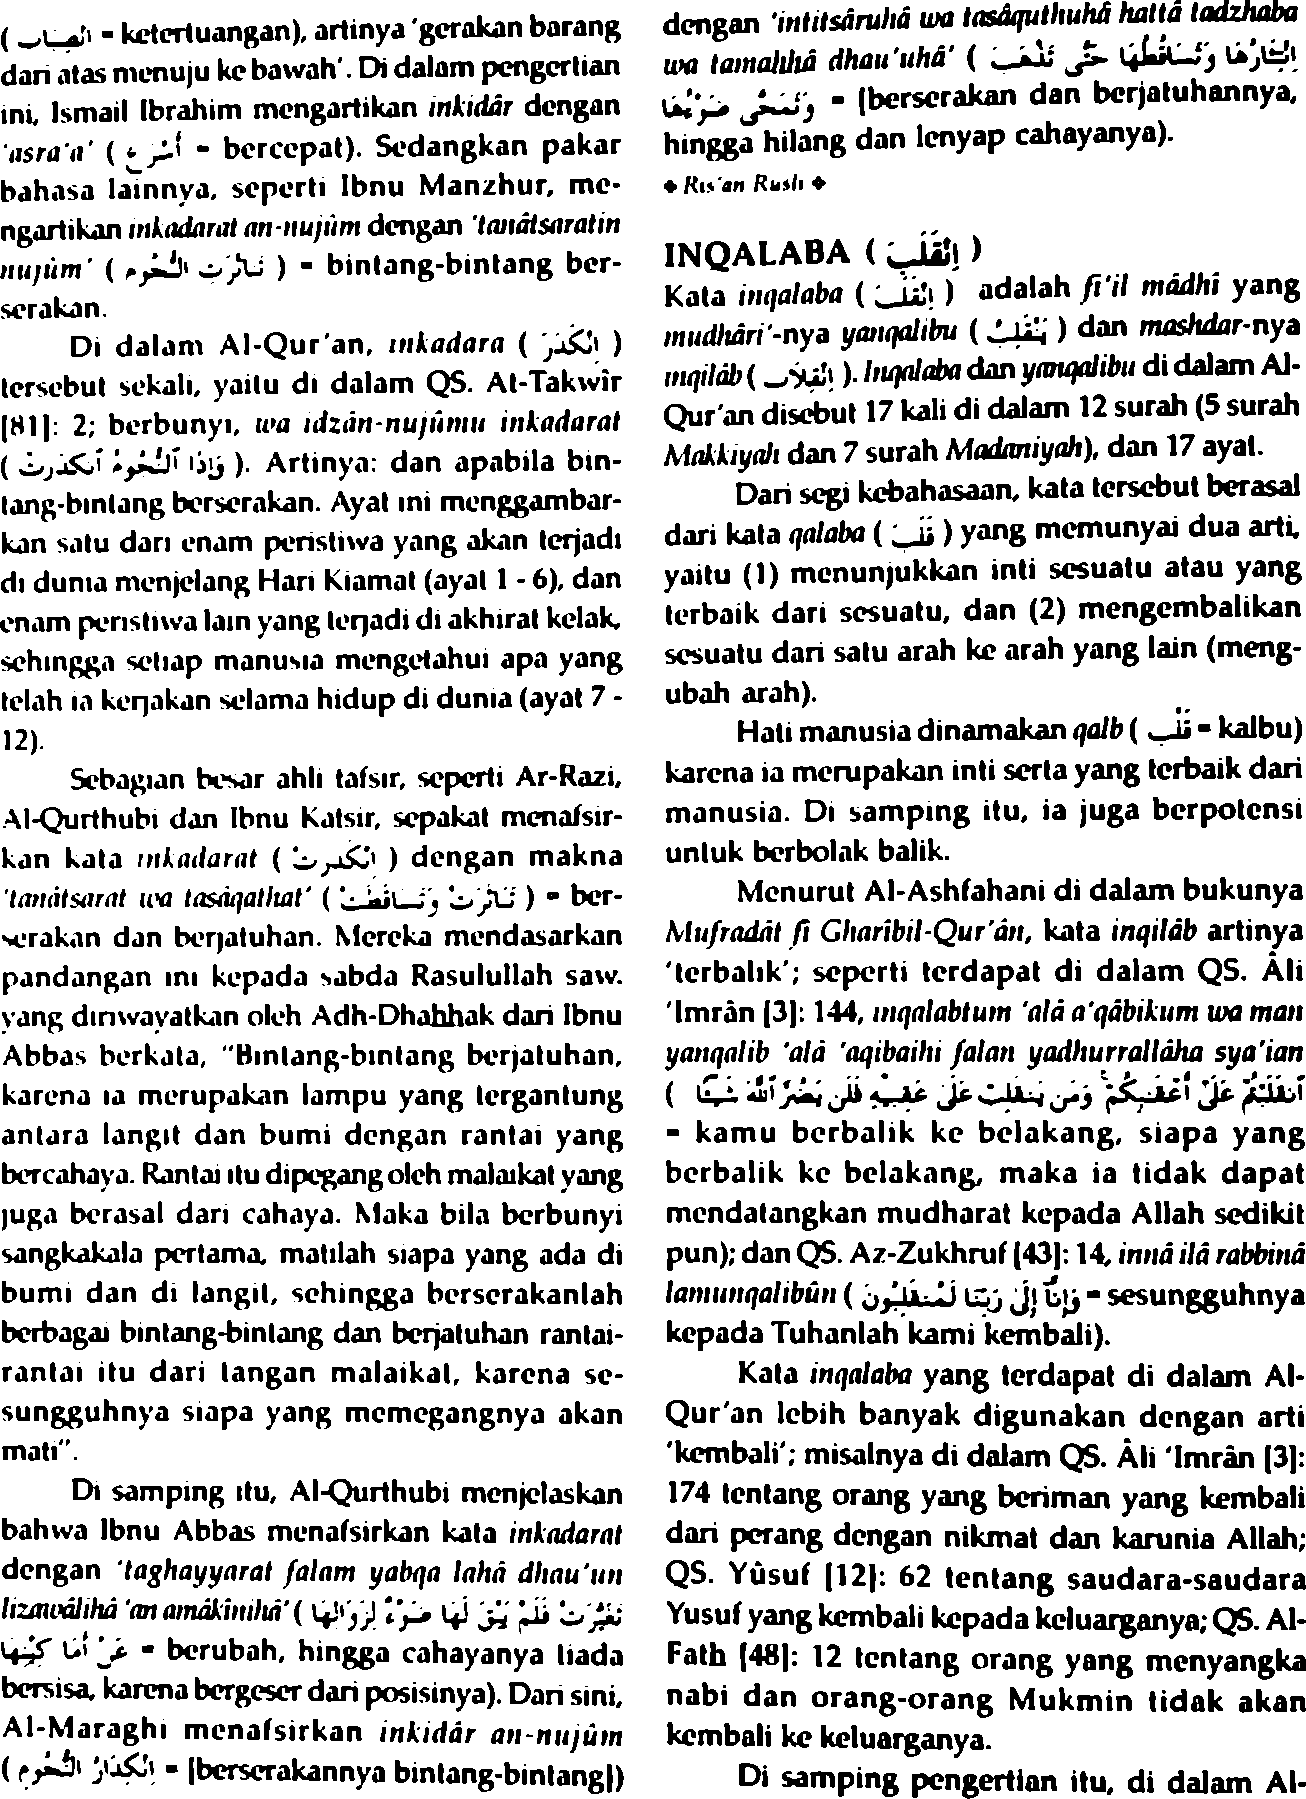 ( انصباب = ketertuangan), artinya 'gerakan barang
dari atas menuju ke bawah'. Di dalam pengertian
ini, Ismail Ibrahim mengartikan inkidâr dengan
'asra'a' ( أسرع = bercepat). Sedangkan pakar
bahasa lainnya, seperti Ibnu Manzhur, me-
ngartikan inkadarat an-nujûm dengan 'tanâtsaratin
nujûm' ( تَنَاثَرَتِ النُّجُوم ) = bintang-bintang ber-
serakan.
Di dalam Al-Qur'an, inkadara ( اِنْكَدَرَ )
tersebut sekali, yaitu di dalam QS. At-Takwîr
[81]: 2; berbunyi, wa idzân-nujûmu inkadarat
( وَإِذَا ٱلنُّجُومُ ٱنكَدَرَتْ ). Artinya: dan apabila bin-
tang-bintang berserakan. Ayat ini menggambar-
kan satu dari enam peristiwa yang akan terjadi
di dunia menjelang Hari Kiamat (ayat 1 - 6), dan
enam peristiwa lain yang terjadi di akhirat kelak,
sehingga setiap manusia mengetahui apa yang
telah ia kerjakan selama hidup di dunia (ayat 7 -
12).
Sebagian besar ahli tafsir, seperti Ar-Razi,
Al-Qurthubi dan Ibnu Katsir, sepakat menafsir-
kan kata inkadarat ( اِنْكَدَرَتْ ) dengan makna
'tanâtsarat wa tasâqathat' ( تَنَاثَرَتْ وَتَسَاقَطَتْ ) = ber-
serakan dan berjatuhan. Mereka mendasarkan
pandangan ini kepada sabda Rasulullah saw.
yang diriwayatkan oleh Adh-Dhahhak dari Ibnu
Abbas berkata, "Bintang-bintang berjatuhan,
karena ia merupakan lampu yang tergantung
antara langit dan bumi dengan rantai yang
bercahaya. Rantai itu dipegang oleh malaikat yang
juga berasal dari cahaya. Maka bila berbunyi
sangkakala pertama, matilah siapa yang ada di
bumi dan di langit, sehingga berserakanlah
berbagai bintang-bintang dan berjatuhan rantai-
rantai itu dari tangan malaikat, karena se-
sungguhnya siapa yang memegangnya akan
mati".
Di samping itu, Al-Qurthubi menjelaskan
bahwa Ibnu Abbas menafsirkan kata inkadarat
dengan 'taghayyarat falam yabqa lahâ dhau'un
lizawâlihâ 'an amâkinihâ' ( تَغَيَّرَتْ فَلَمْ يَبْقَ لَهَا ضَوْءٌ لِزَوَالِهَا
عَنْ أَمَاكِنِهَا = berubah, hingga cahayanya tiada
bersisa, karena bergeser dari posisinya). Dari sini,
Al-Maraghi menafsirkan inkidâr an-nujûm
( اِنْكِدَارُ النُّجُوم = [berserakannya bintang-bintang])
dengan 'intitsâruhâ wa tasâquthuhâ hattâ tadzhaba
wa tamahhâ dhau'uhâ' ( اِنْتِثَارُهَا وَتَسَاقُطُهَا حَتَّى تَذْهَبَ
وَتَمَحَّى ضَوْئُهَا = [berserakan dan berjatuhannya,
hingga hilang dan lenyap cahayanya).
♦ Ris'an Rusli ♦
INQALABA ( اِنْقَلَبَ )
Kata inqalaba ( اِنْقَلَبَ ) adalah fi'il mâdhî yang
mudhâri'-nya yanqalibu ( يَنْقَلِبُ ) dan mashdar-nya
inqilâb ( اِنْقِلَاب ). Inqalaba dan yanqalibu di dalam Al-
Qur'an disebut 17 kali di dalam 12 surah (5 surah
Makkiyah dan 7 surah Madaniyah), dan 17 ayat.
Dari segi kebahasaan, kata tersebut berasal
dari kata qalaba ( قَلَبَ ) yang memunyai dua arti,
yaitu (1) menunjukkan inti sesuatu atau yang
terbaik dari sesuatu, dan (2) mengembalikan
sesuatu dari satu arah ke arah yang lain (meng-
ubah arah).
Hati manusia dinamakan qalb ( قَلْب = kalbu)
karena ia merupakan inti serta yang terbaik dari
manusia. Di samping itu, ia juga berpotensi
untuk berbolak balik.
Menurut Al-Ashfahani di dalam bukunya
Mufradât fî Gharîbil-Qur'ân, kata inqilâb artinya
'terbalik'; seperti terdapat di dalam QS. Âli
'Imrân [3]: 144, inqalabtum 'alâ a'qâbikum wa man
yanqalib 'alâ 'aqibaihi falan yadhurrallâha sya'ian
( ٱنقَلَبْتُمْ عَلَىٰ أَعْقَـٰبِكُمْ وَمَن يَنقَلِبْ عَلَىٰ عَقِبَيْهِ فَلَن يَضُرَّ ٱللَّهَ شَيْـًٔا
= kamu berbalik ke belakang, siapa yang
berbalik ke belakang, maka ia tidak dapat
mendatangkan mudharat kepada Allah sedikit
pun); dan QS. Az-Zukhruf [43]: 14, innâ ilâ rabbinâ
lamunqalibûn ( وَإِنَّآ إِلَىٰ رَبِّنَا لَمُنقَلِبُونَ = sesungguhnya
kepada Tuhanlah kami kembali).
Kata inqalaba yang terdapat di dalam Al-
Qur'an lebih banyak digunakan dengan arti
'kembali'; misalnya di dalam QS. Âli 'Imrân [3]:
174 tentang orang yang beriman yang kembali
dari perang dengan nikmat dan karunia Allah;
QS. Yûsuf [12]: 62 tentang saudara-saudara
Yusuf yang kembali kepada keluarganya; QS. Al-
Fath [48]: 12 tentang orang yang menyangka
nabi dan orang-orang Mukmin tidak akan
kembali ke keluarganya.
Di samping pengertian itu, di dalam Al-